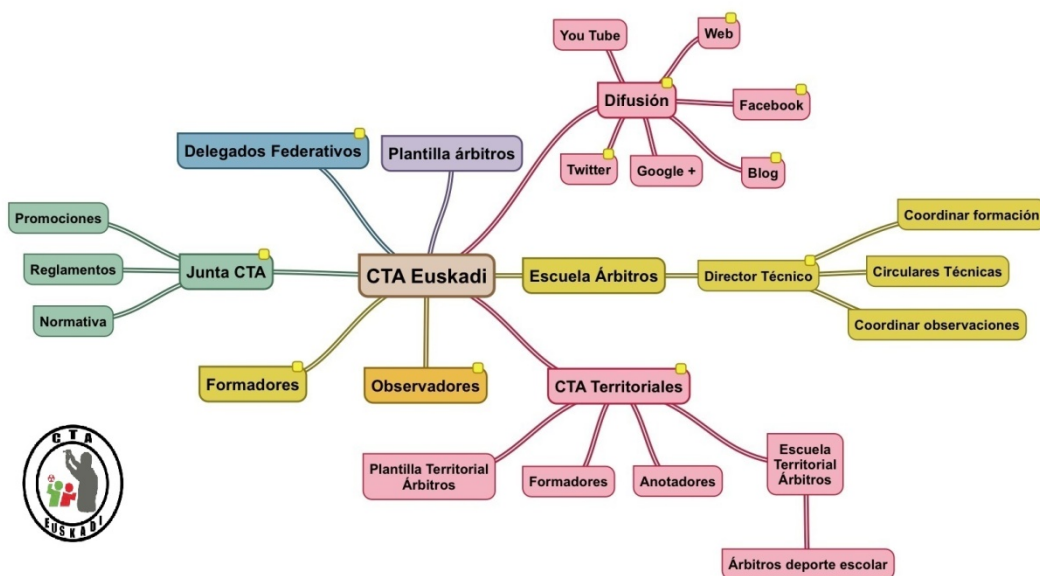 You Tube
Web
Difusión
Facebook
Twitter
Google +
Blog
Delegados Federativos
Plantilla árbitros
Promociones
Reglamentos
Normativa
Junta CTA
CTA Euskadi
Escuela Árbitros
Director Técnico
Coordinar formación
Circulares Técnicas
Coordinar observaciones
Formadores
Observadores
CTA Territoriales
Plantilla Territorial
Árbitros
Formadores
Anotadores
Escuela
Territorial
Árbitros
Árbitros deporte escolar
CTA
EUSKADI